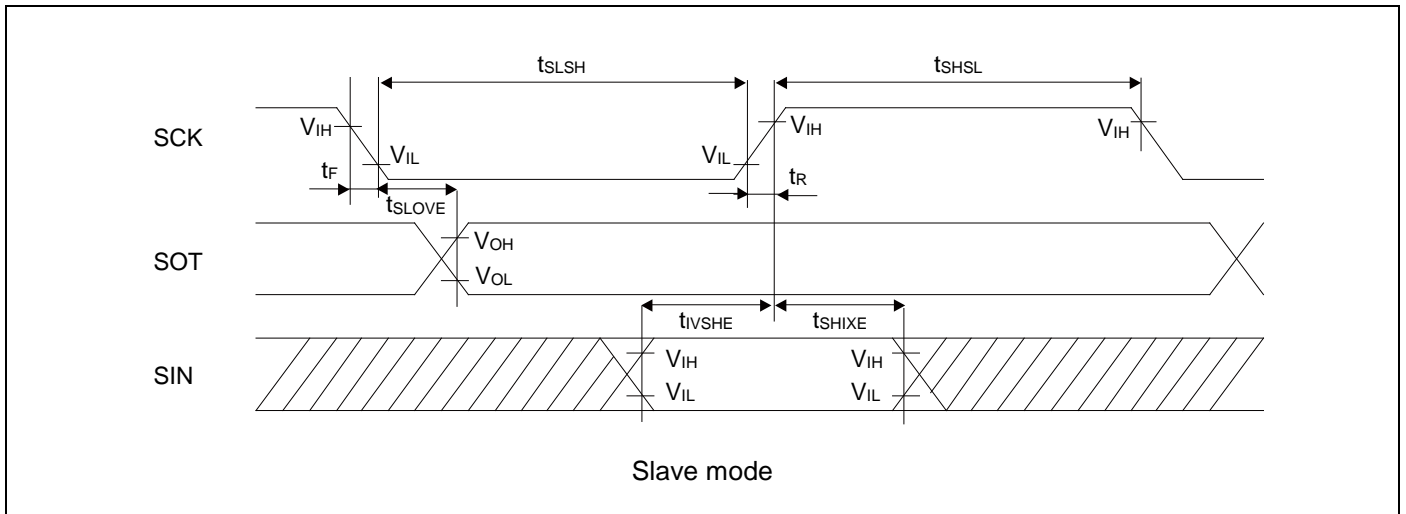 tSLSH
tSHSL
SCK
VIH
VIL
VIL
VIH
VIH
tF
tR
tSLOVE
SOT
VOH
VOL
tIVSHE
tSHIXE
SIN
VIH
VIL
VIH
VIL
Slave mode